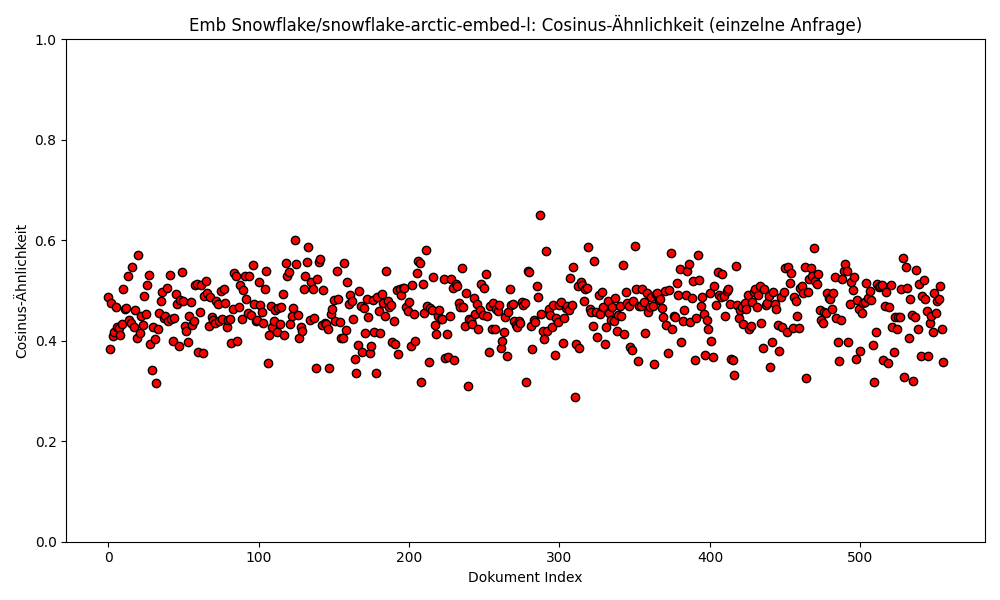 Emb Snowflake/snowflake-arctic-embed-l: Cosinus-Ähnlichkeit (einzelne Anfrage)
1.0
0.8
0.6
0.4
0.2
0.0
Cosinus-Ähnlichkeit
0 100 200 300 400 500
Dokument Index